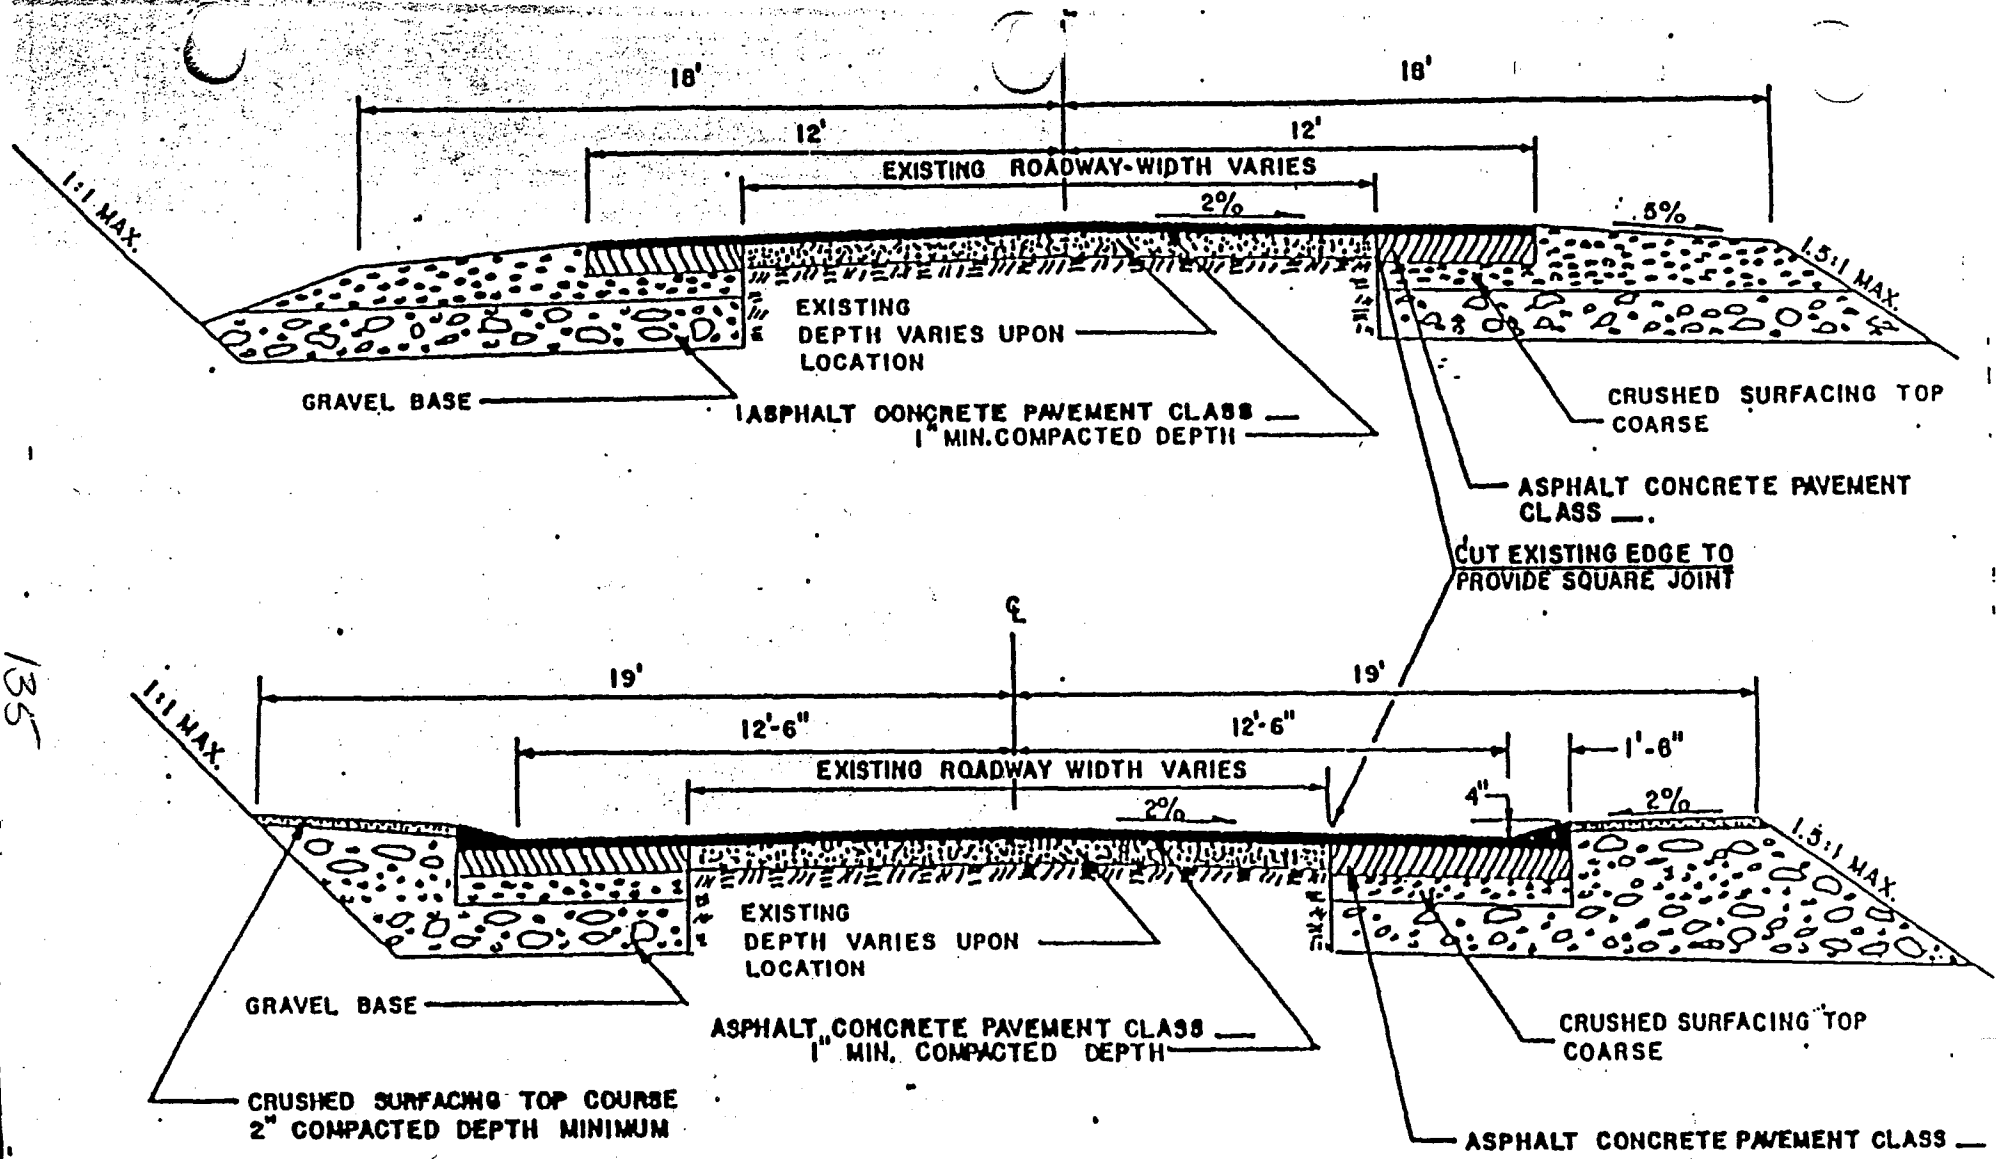 18'
18'
12'
12'
EXISTING ROADWAY-WIDTH VARIES
2%
5%
1:1 MAX.
1.5:1 MAX.
EXISTING
DEPTH VARIES UPON
LOCATION
GRAVEL BASE
ASPHALT CONCRETE PAVEMENT CLASS __
1" MIN. COMPACTED DEPTH
CRUSHED SURFACING TOP
COARSE
ASPHALT CONCRETE PAVEMENT
CLASS __.
CUT EXISTING EDGE TO
PROVIDE SQUARE JOINT
℄
135
19'
19'
12'-6"
12'-6"
1'-6"
EXISTING ROADWAY WIDTH VARIES
4"
2%
2%
1:1 MAX.
1.5:1 MAX.
EXISTING
DEPTH VARIES UPON
LOCATION
GRAVEL BASE
ASPHALT CONCRETE PAVEMENT CLASS __
1" MIN. COMPACTED DEPTH
CRUSHED SURFACING TOP
COARSE
CRUSHED SURFACING TOP COURSE
2" COMPACTED DEPTH MINIMUM
ASPHALT CONCRETE PAVEMENT CLASS __